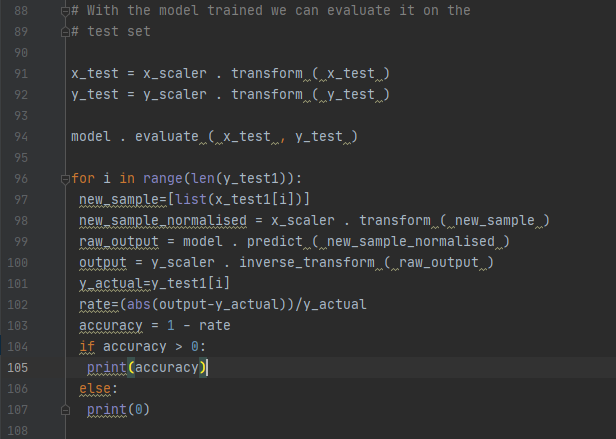 88 # With the model trained we can evaluate it on the
89 # test set
90
91 x_test = x_scaler . transform ( x_test )
92 y_test = y_scaler . transform ( y_test )
93
94 model . evaluate ( x_test , y_test )
95
96 for i in range(len(y_test1)):
97  new_sample=[list(x_test1[i])]
98  new_sample_normalised = x_scaler . transform ( new_sample )
99  raw_output = model . predict ( new_sample_normalised )
100  output = y_scaler . inverse_transform ( raw_output )
101  y_actual=y_test1[i]
102  rate=(abs(output-y_actual))/y_actual
103  accuracy = 1 - rate
104  if accuracy > 0:
105   print(accuracy)
106  else:
107   print(0)
108